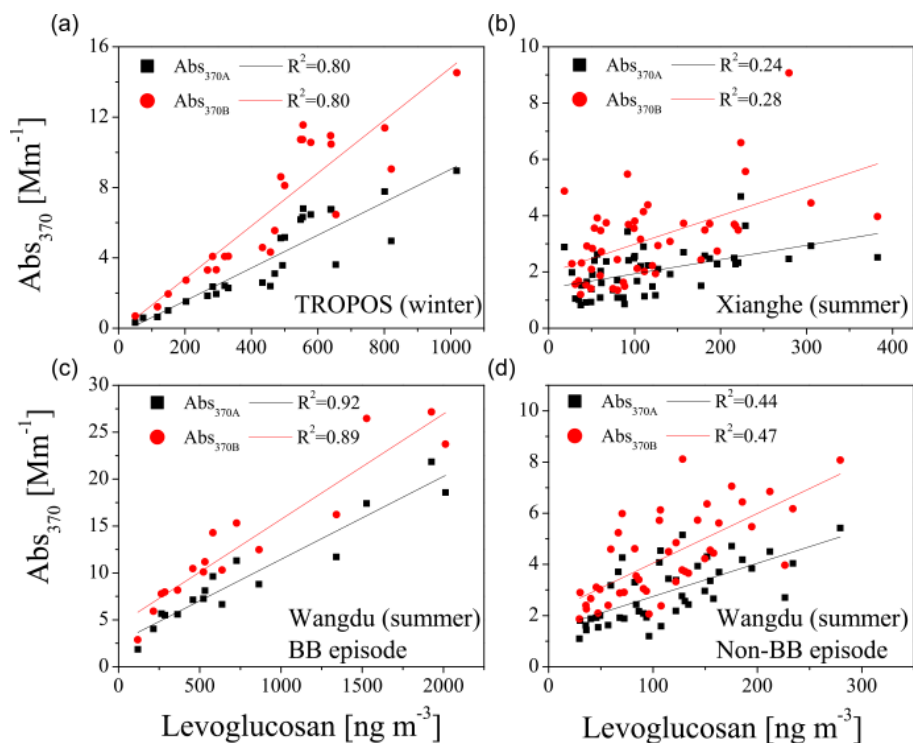 (a)
16
12
8
4
0
Abs370A R²=0.80
Abs370B R²=0.80
TROPOS (winter)
0 200 400 600 800 1000
(b)
10
8
6
4
2
0
Abs370A R²=0.24
Abs370B R²=0.28
Xianghe (summer)
0 100 200 300 400
Abs370 [Mm⁻¹]
(c)
30
25
20
15
10
5
0
Abs370A R²=0.92
Abs370B R²=0.89
Wangdu (summer)
BB episode
0 500 1000 1500 2000
Levoglucosan [ng m⁻³]
(d)
10
8
6
4
2
0
Abs370A R²=0.44
Abs370B R²=0.47
Wangdu (summer)
Non-BB episode
0 100 200 300
Levoglucosan [ng m⁻³]
Abs370 [Mm⁻¹]